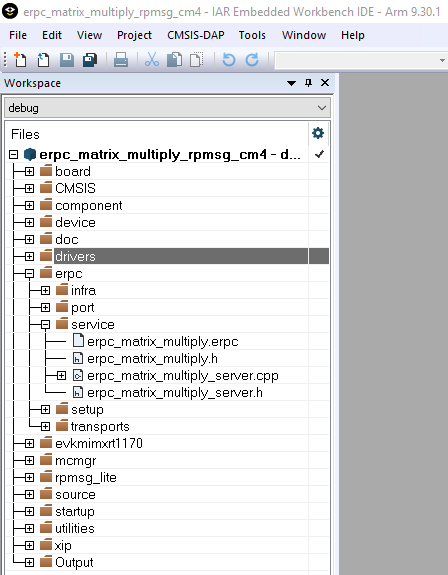 erpc_matrix_multiply_rpmsg_cm4 - IAR Embedded Workbench IDE - Arm 9.30.1
File Edit View Project CMSIS-DAP Tools Window Help
Workspace
debug
Files
erpc_matrix_multiply_rpmsg_cm4 - d...
board
CMSIS
component
device
doc
drivers
erpc
infra
port
service
erpc_matrix_multiply.erpc
erpc_matrix_multiply.h
erpc_matrix_multiply_server.cpp
erpc_matrix_multiply_server.h
setup
transports
evkmimxrt1170
mcmgr
rpmsg_lite
source
startup
utilities
xip
Output